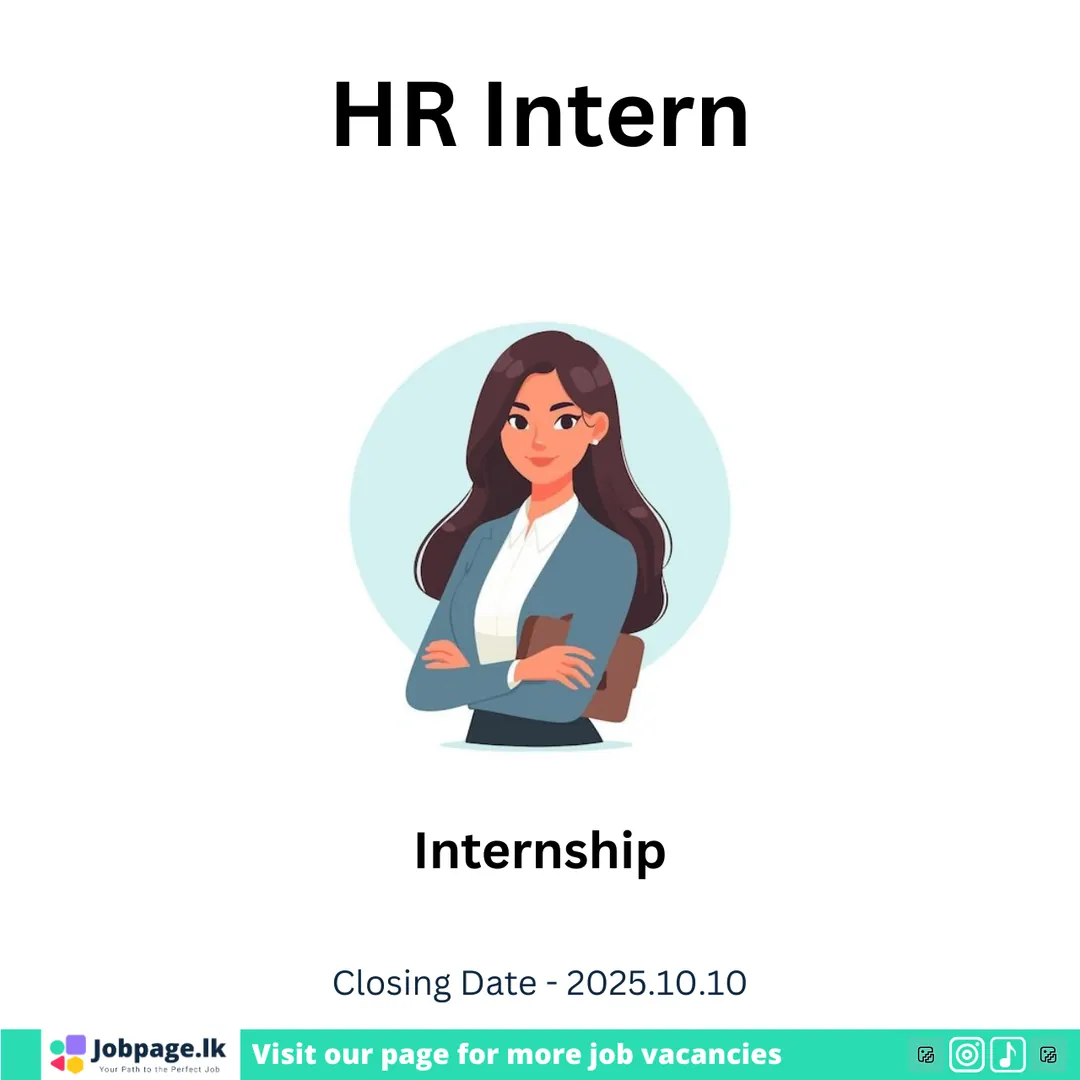 HR Intern
Internship
Closing Date - 2025.10.10
Jobpage.lk
Your Path to the Perfect Job
Visit our page for more job vacancies